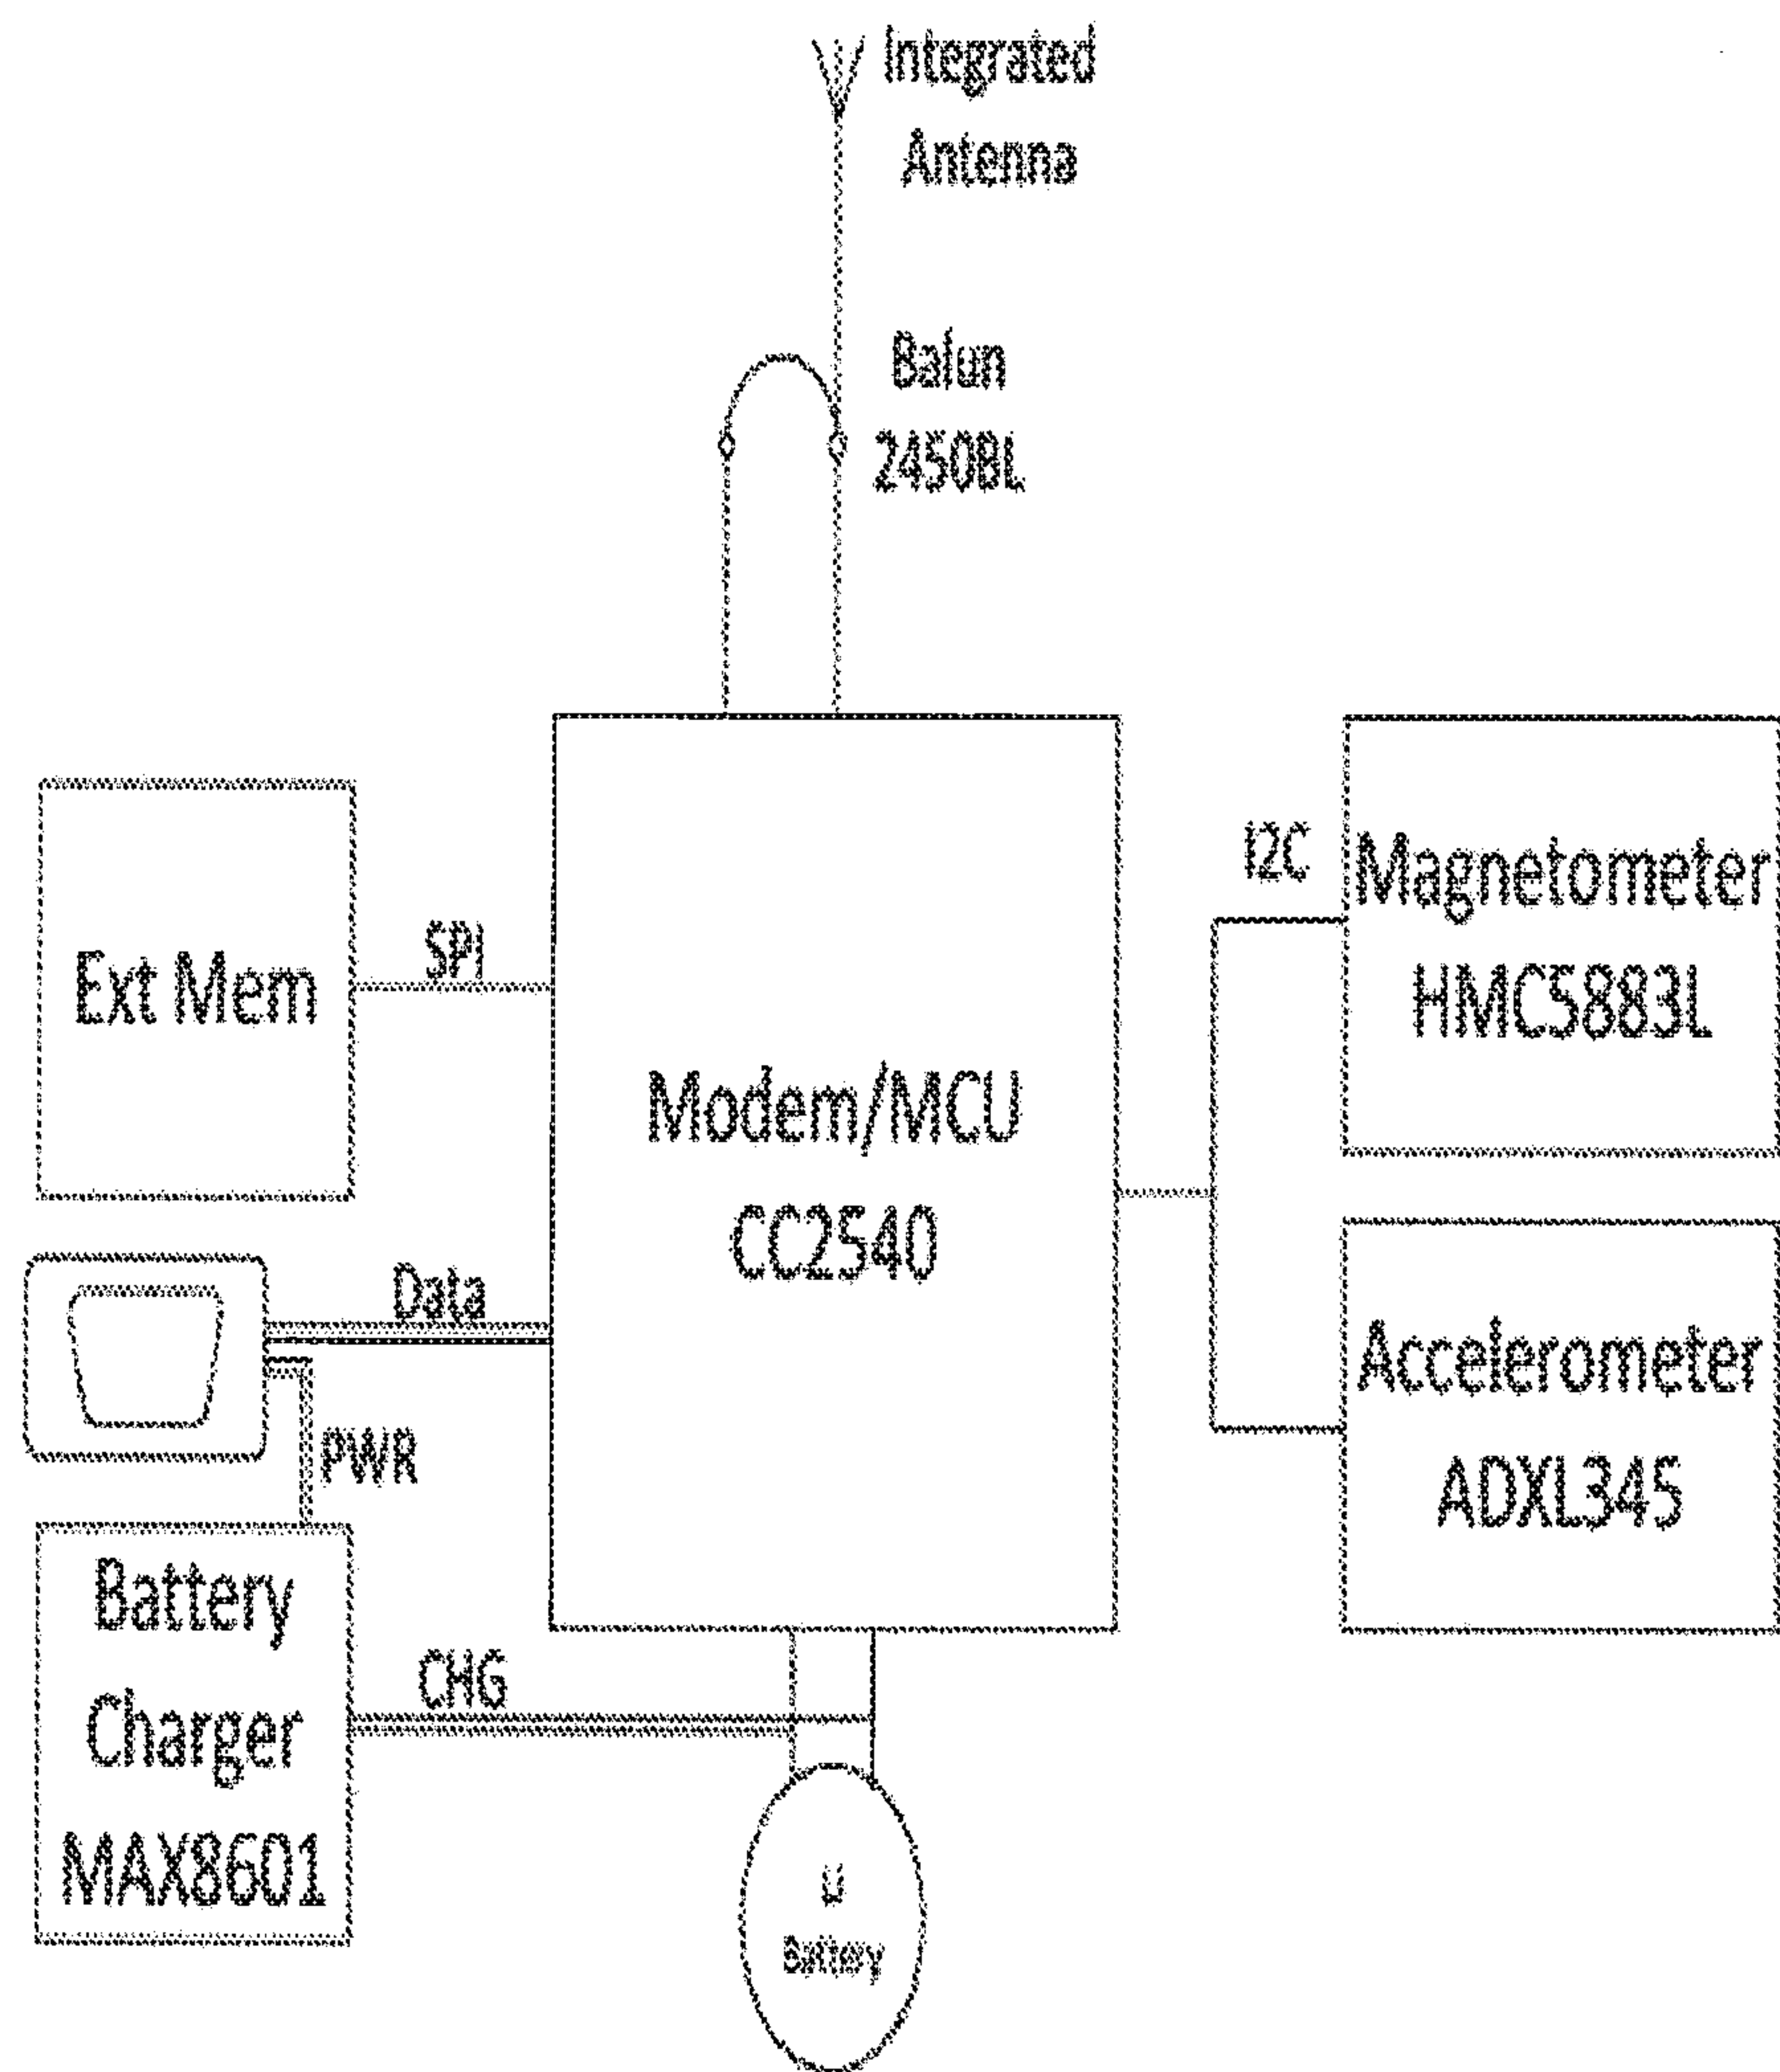 Integrated
Antenna
Balun
2450BL
I2C
Magnetometer
HMC5883L
SPI
Ext Mem
Modem/MCU
CC2540
Data
Accelerometer
ADXL345
PWR
Battery
Charger
MAX8601
CHG
Li
Battery